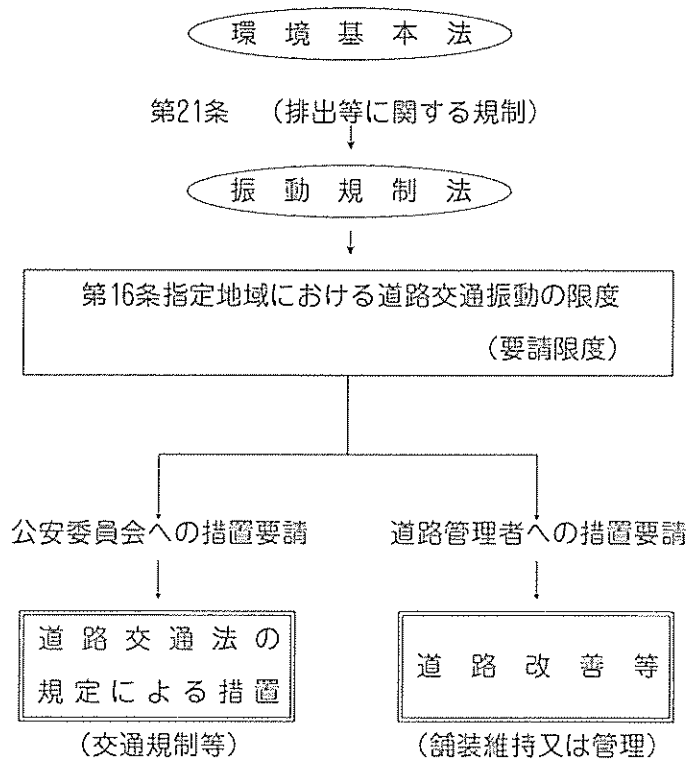 環境基本法
第21条 (排出等に関する規制)
振動規制法
第16条指定地域における道路交通振動の限度
(要請限度)
公安委員会への措置要請
道路管理者への措置要請
道路交通法の
規定による措置
道路改善等
(交通規制等)
(舗装維持又は管理)